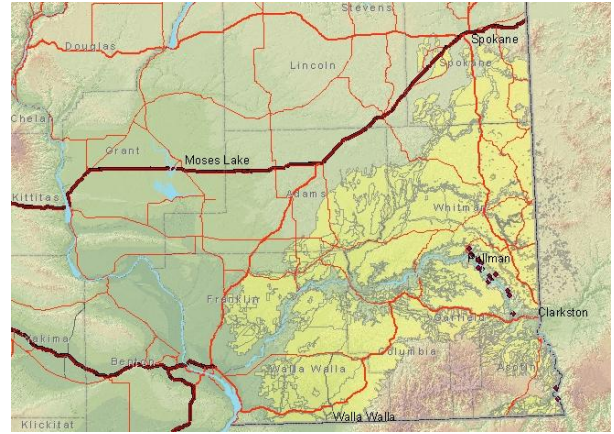 Stevens
Douglas
Spokane
Lincoln
Spokane
Chelan
Grant
Moses Lake
Kittitas
Adams
Whitman
Pullman
Franklin
Clarkston
Garfield
Yakima
Benton
Columbia
Walla Walla
Asotin
Walla Walla
Klickitat